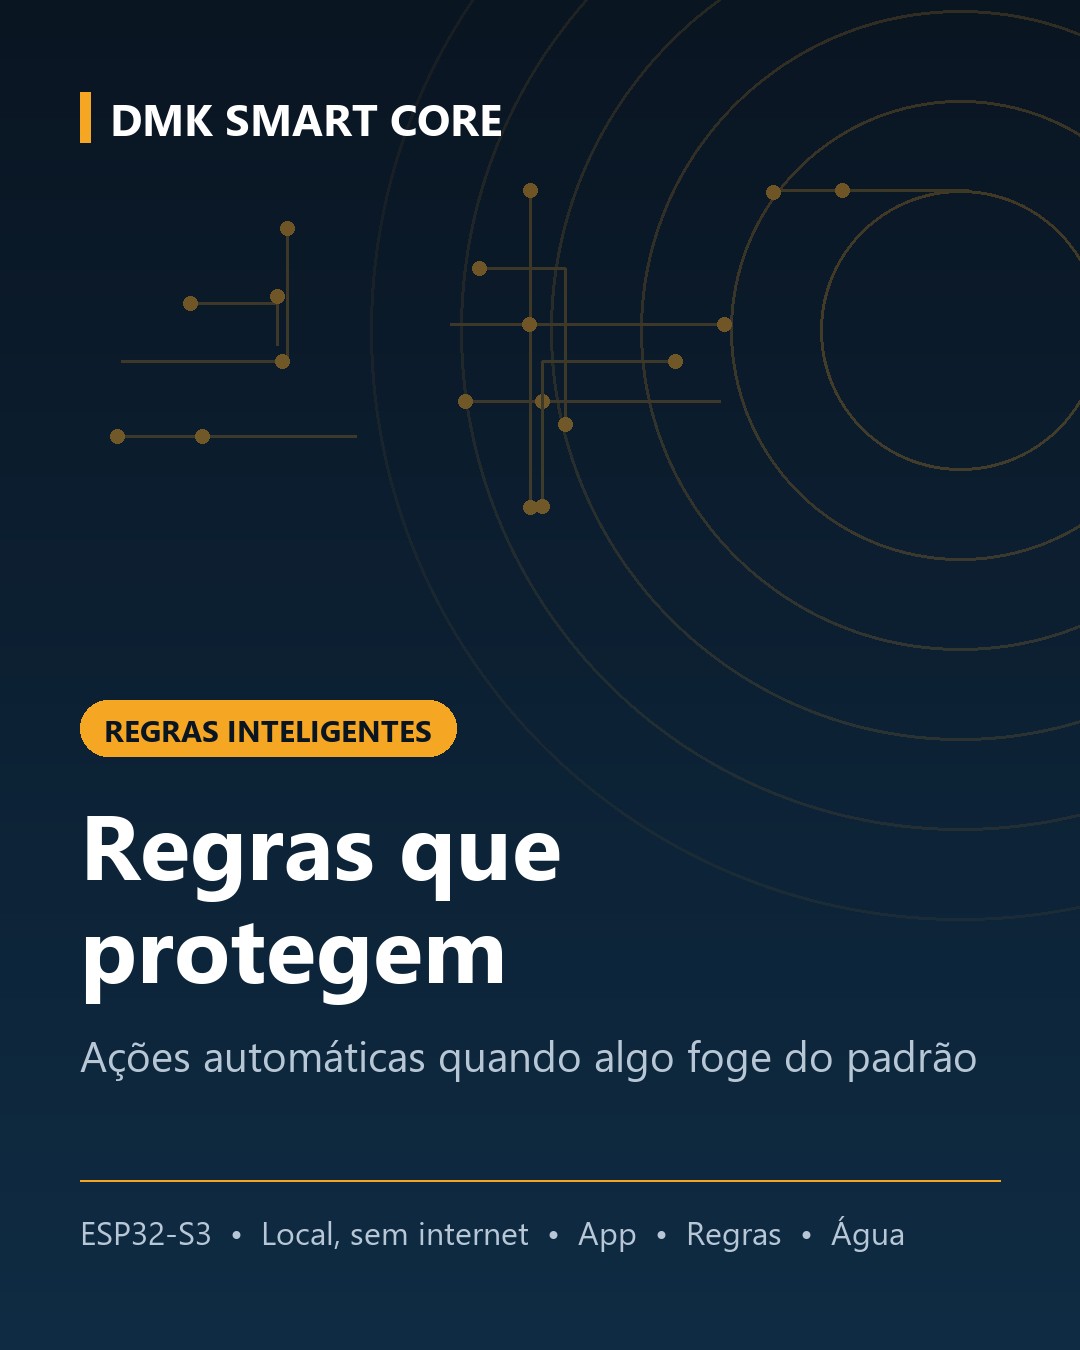 DMK SMART CORE
REGRAS INTELIGENTES
Regras que
protegem
Ações automáticas quando algo foge do padrão
ESP32-S3 • Local, sem internet • App • Regras • Água